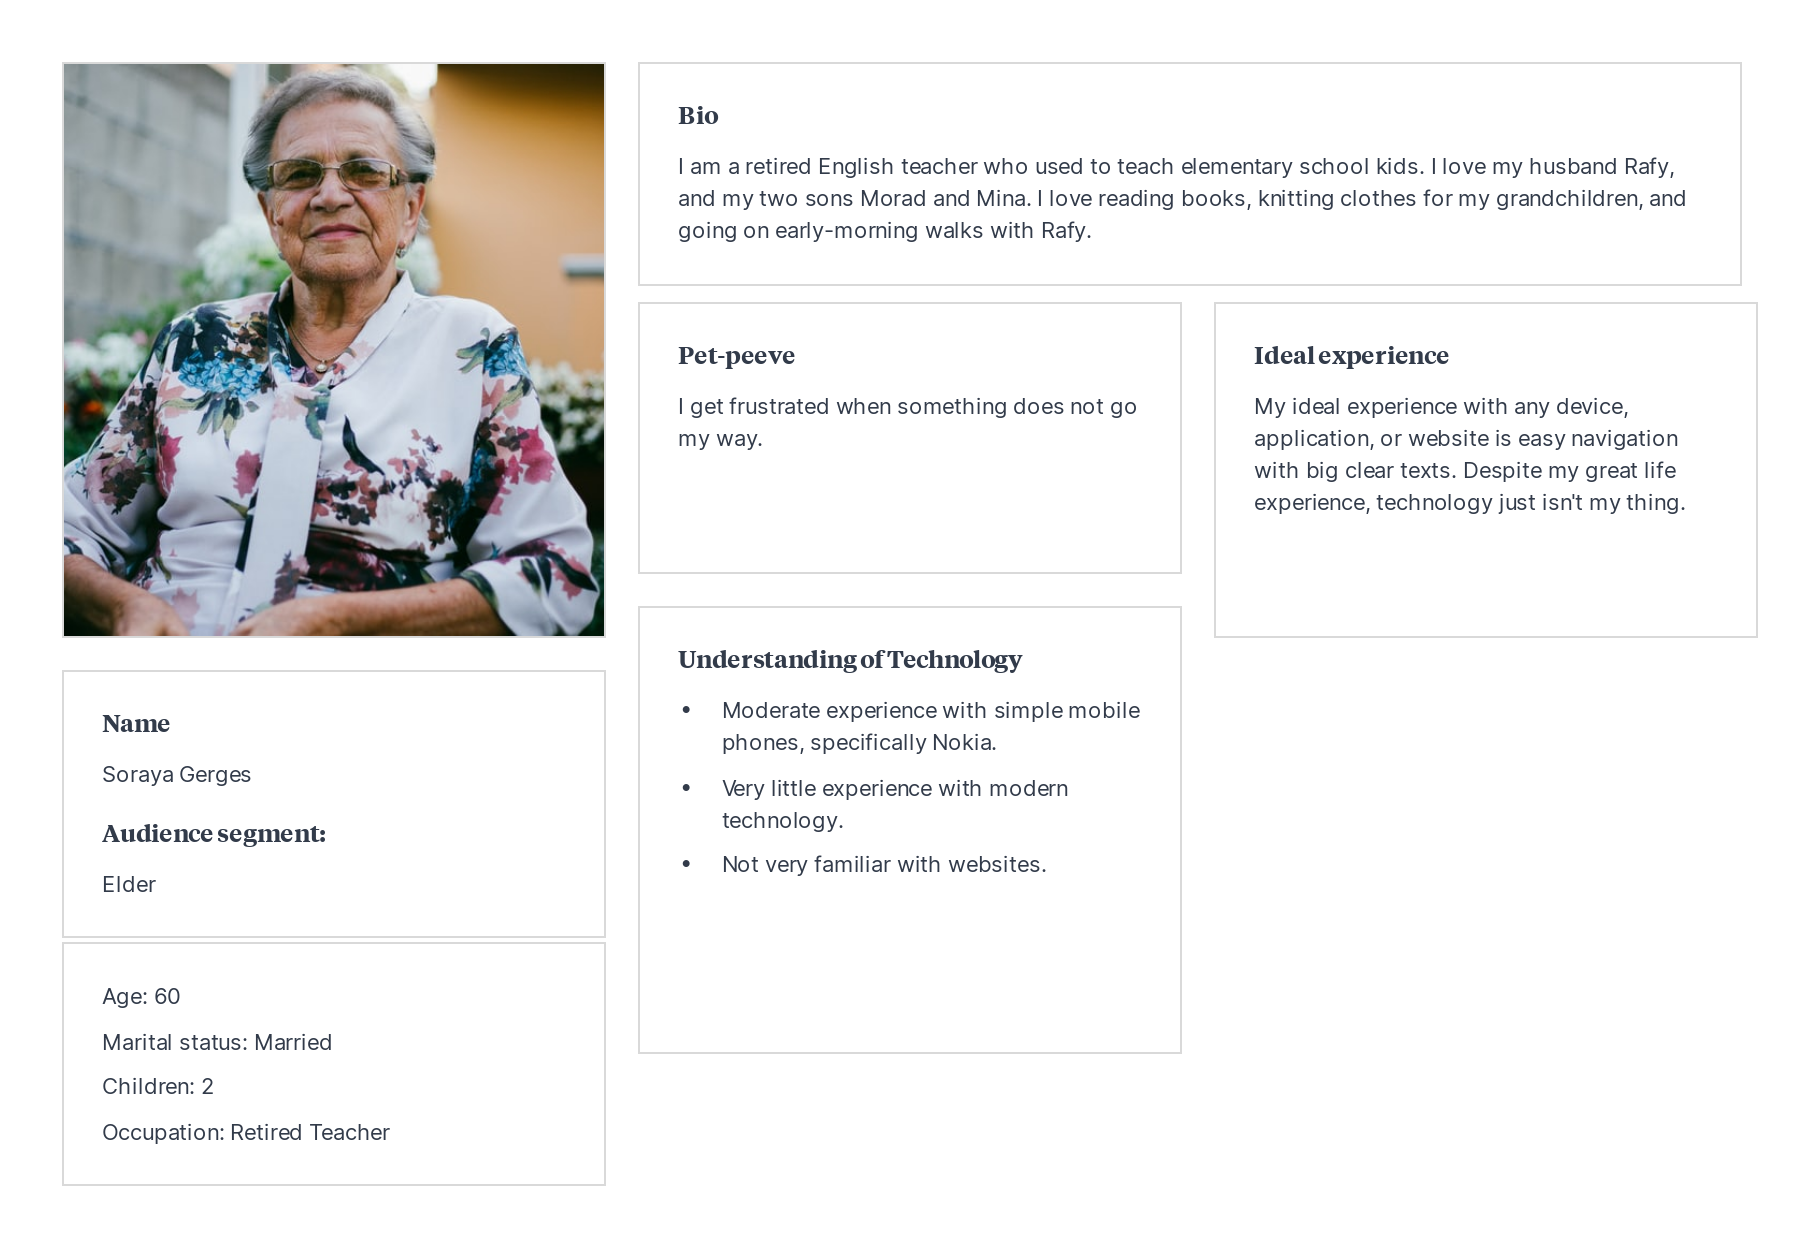 Bio
I am a retired English teacher who used to teach elementary school kids. I love my husband Rafy,
and my two sons Morad and Mina. I love reading books, knitting clothes for my grandchildren, and
going on early-morning walks with Rafy.
Pet-peeve
I get frustrated when something does not go
my way.
Ideal experience
My ideal experience with any device,
application, or website is easy navigation
with big clear texts. Despite my great life
experience, technology just isn't my thing.
Understanding of Technology
• Moderate experience with simple mobile
phones, specifically Nokia.
• Very little experience with modern
technology.
• Not very familiar with websites.
Name
Soraya Gerges
Audience segment:
Elder
Age: 60
Marital status: Married
Children: 2
Occupation: Retired Teacher